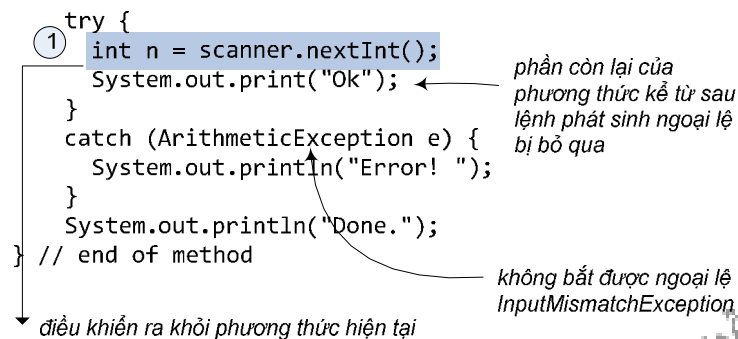 try {
1
int n = scanner.nextInt();
System.out.print("Ok");
}
catch (ArithmeticException e) {
System.out.println("Error! ");
}
System.out.println("Done.");
} // end of method
phần còn lại của
phương thức kể từ sau
lệnh phát sinh ngoại lệ
bị bỏ qua
không bắt được ngoại lệ
InputMismatchException
điều khiển ra khỏi phương thức hiện tại